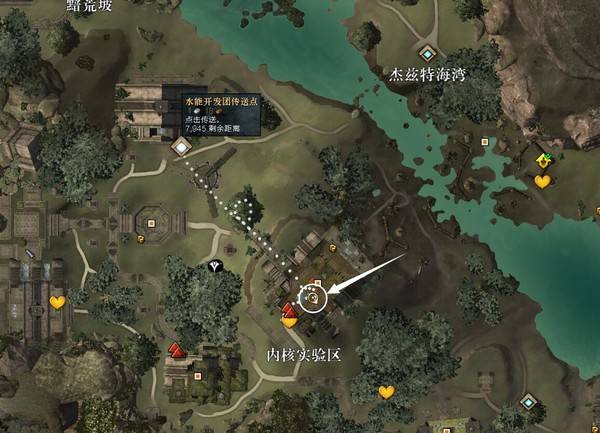 黯荒坡
杰兹特海湾
水能开发团传送点
点击传送。
7,945 剩余距离
内核实验区